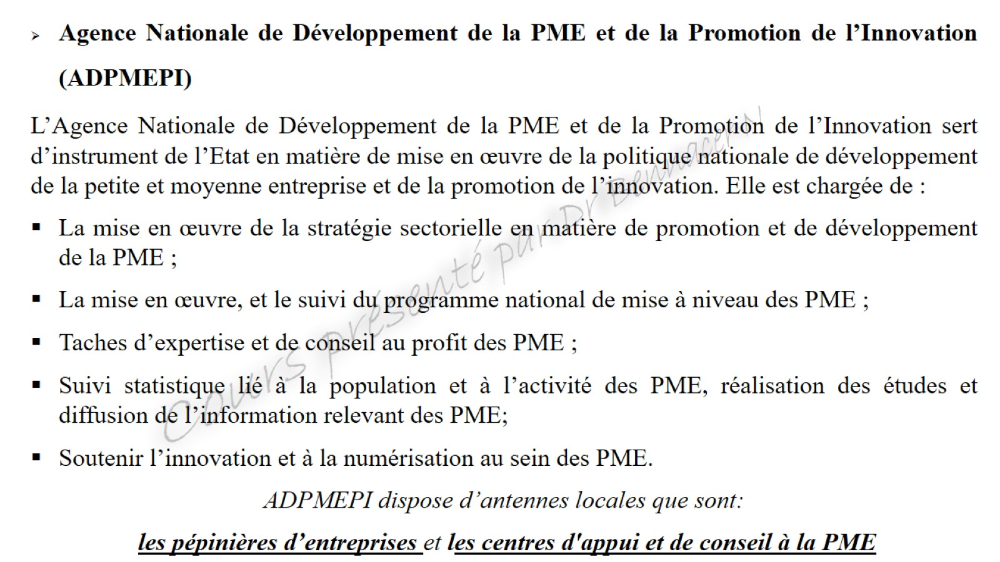 ➢ Agence Nationale de Développement de la PME et de la Promotion de l’Innovation
(ADPMEPI)
L’Agence Nationale de Développement de la PME et de la Promotion de l’Innovation sert
d’instrument de l’Etat en matière de mise en œuvre de la politique nationale de développement
de la petite et moyenne entreprise et de la promotion de l’innovation. Elle est chargée de :
▪ La mise en œuvre de la stratégie sectorielle en matière de promotion et de développement
de la PME ;
▪ La mise en œuvre, et le suivi du programme national de mise à niveau des PME ;
▪ Taches d’expertise et de conseil au profit des PME ;
▪ Suivi statistique lié à la population et à l’activité des PME, réalisation des études et
diffusion de l’information relevant des PME;
▪ Soutenir l’innovation et à la numérisation au sein des PME.
ADPMEPI dispose d’antennes locales que sont:
les pépinières d’entreprises et les centres d'appui et de conseil à la PME
Cours présenté par Dr Bennacer N